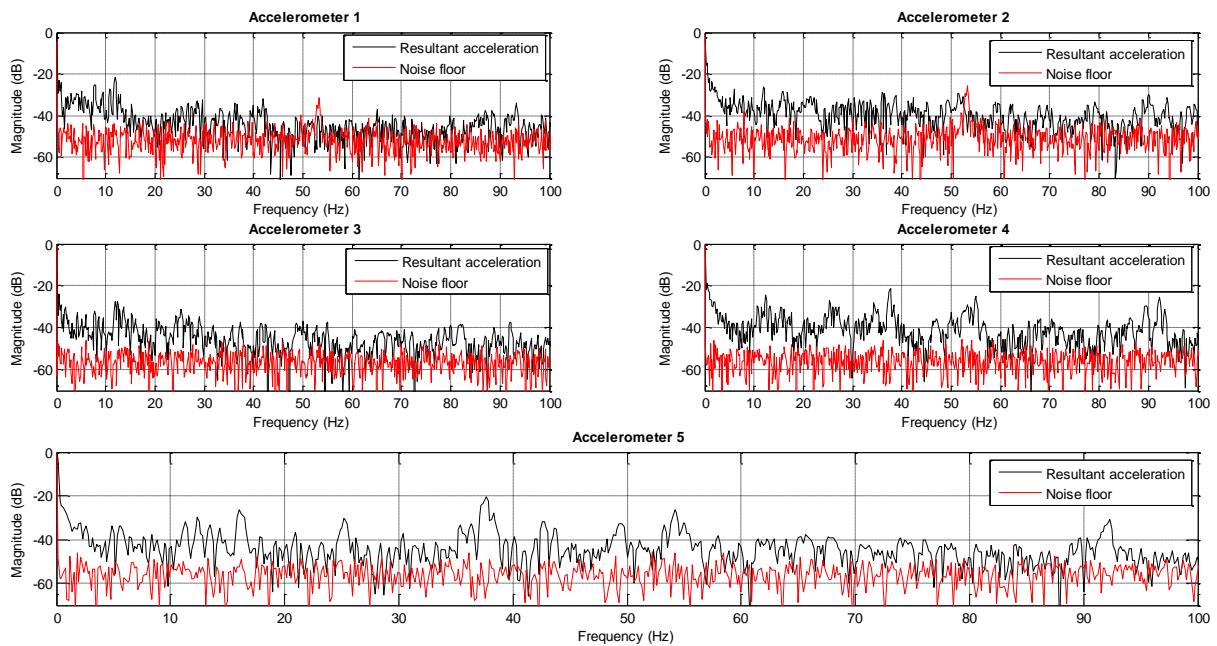 Accelerometer 1
Magnitude (dB)
0
-20
-40
-60
Resultant acceleration
Noise floor
0 10 20 30 40 50 60 70 80 90 100
Frequency (Hz)
Accelerometer 2
Magnitude (dB)
0
-20
-40
-60
Resultant acceleration
Noise floor
0 10 20 30 40 50 60 70 80 90 100
Frequency (Hz)
Accelerometer 3
Magnitude (dB)
0
-20
-40
-60
Resultant acceleration
Noise floor
0 10 20 30 40 50 60 70 80 90 100
Frequency (Hz)
Accelerometer 4
Magnitude (dB)
0
-20
-40
-60
Resultant acceleration
Noise floor
0 10 20 30 40 50 60 70 80 90 100
Frequency (Hz)
Accelerometer 5
Magnitude (dB)
0
-20
-40
-60
Resultant acceleration
Noise floor
0 10 20 30 40 50 60 70 80 90 100
Frequency (Hz)